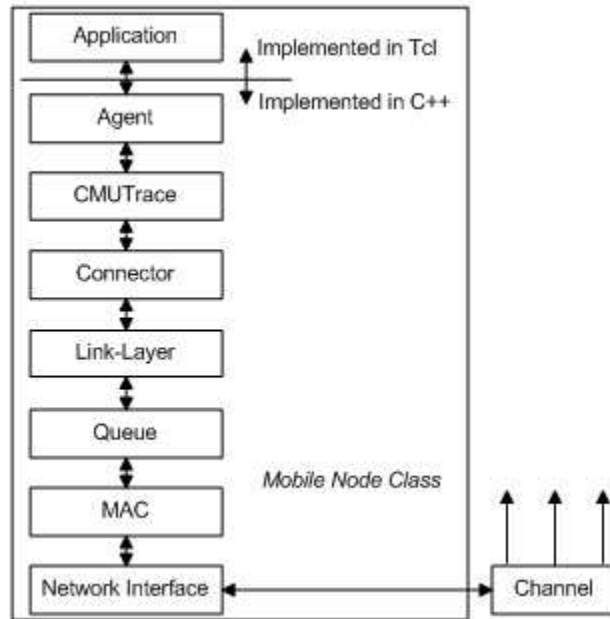 Application
Implemented in Tcl
Implemented in C++
Agent
CMUTrace
Connector
Link-Layer
Queue
Mobile Node Class
MAC
Network Interface
Channel